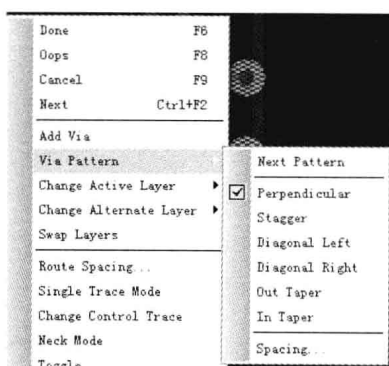 Done F6
Oops F8
Cancel F9
Next Ctrl+F2
Add Via
Via Pattern
Change Active Layer
Change Alternate Layer
Swap Layers
Route Spacing...
Single Trace Mode
Change Control Trace
Neck Mode
Toggle
Next Pattern
Perpendicular
Stagger
Diagonal Left
Diagonal Right
Out Taper
In Taper
Spacing...